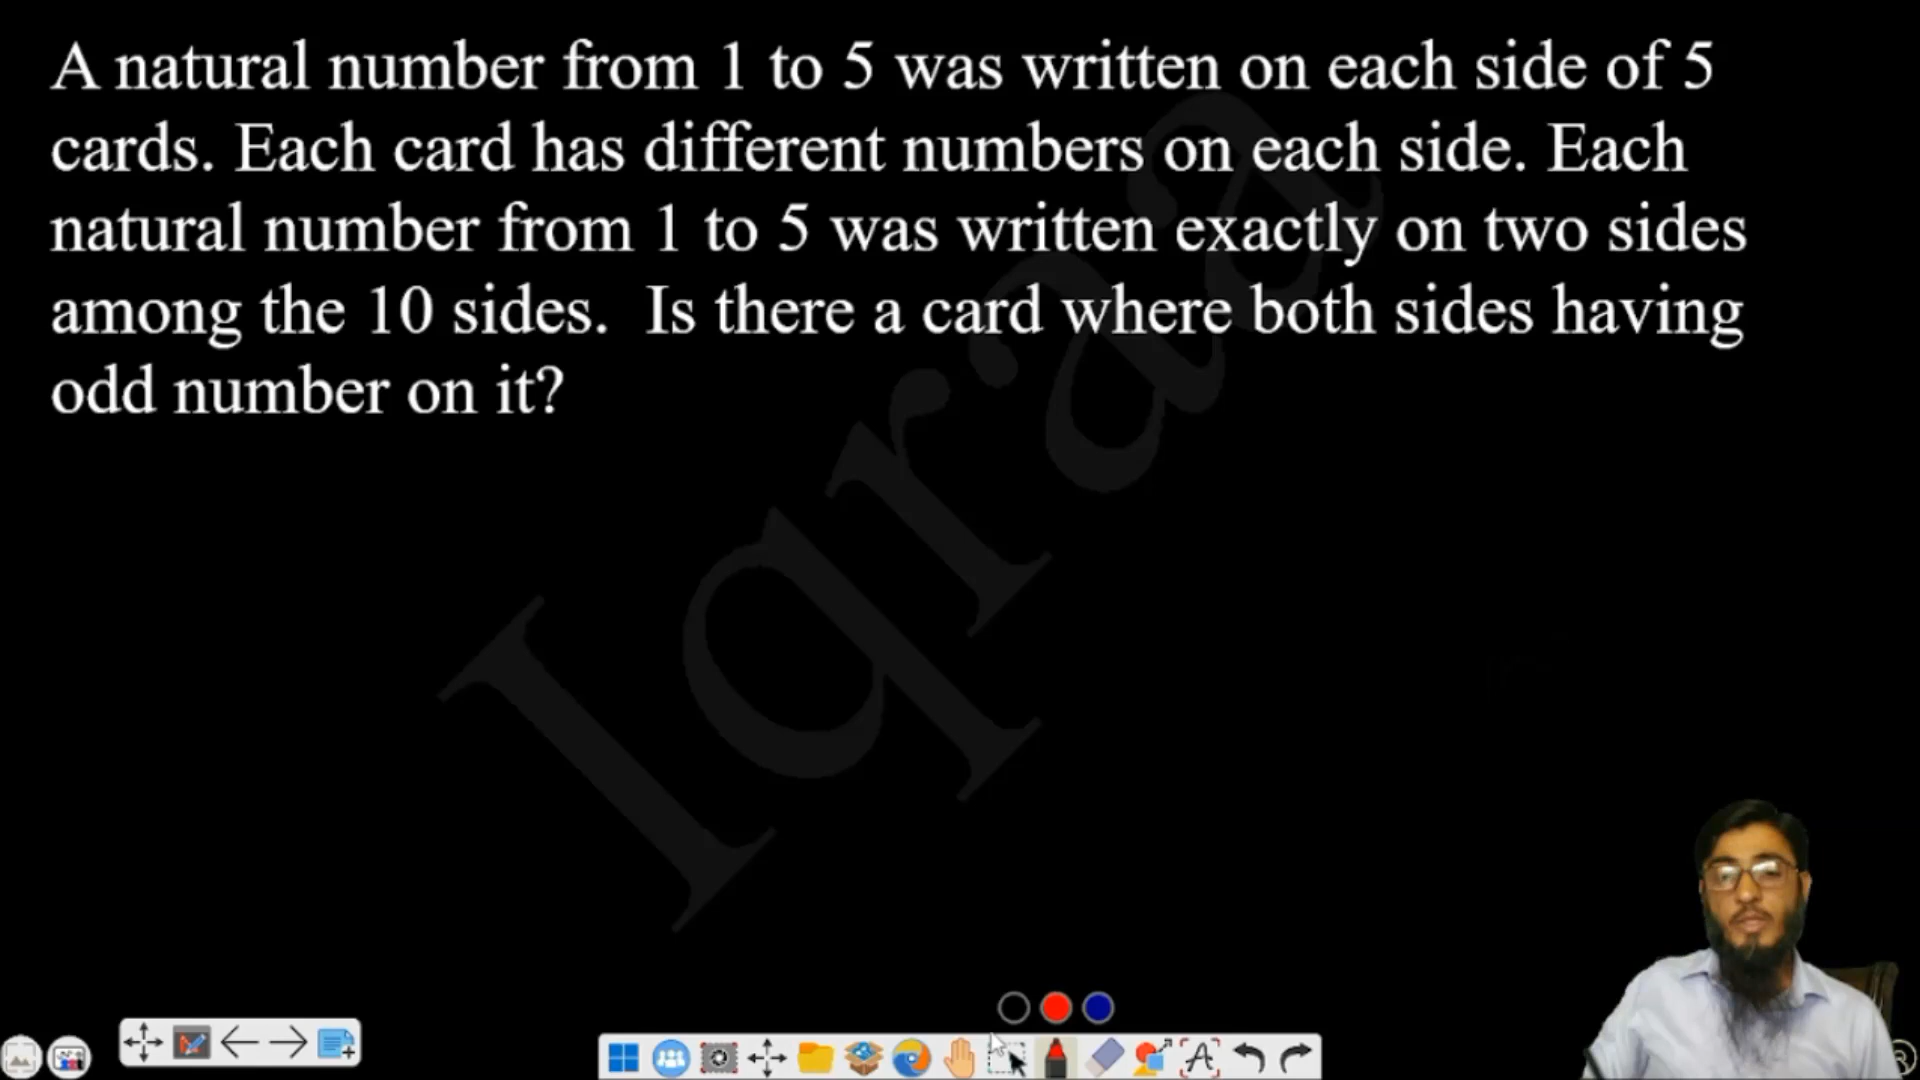 A natural number from 1 to 5 was written on each side of 5
cards. Each card has different numbers on each side. Each
natural number from 1 to 5 was written exactly on two sides
among the 10 sides.  Is there a card where both sides having
odd number on it?
Iqraa